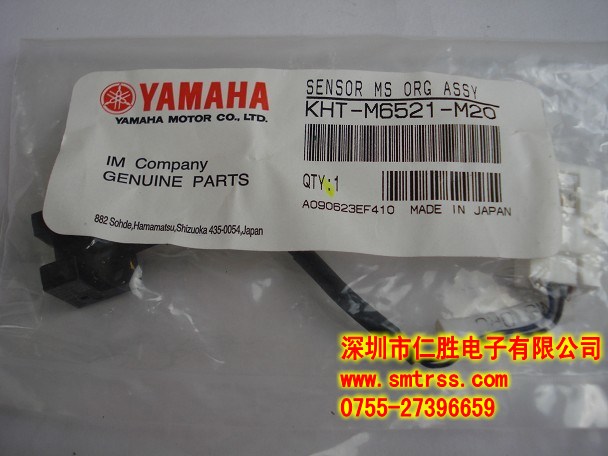 YAMAHA
YAMAHA MOTOR CO., LTD.
IM Company
GENUINE PARTS
882 Sohde,Hamamatsu,Shizuoka 435-0054,Japan
SENSOR MS ORG ASSY
KHT-M6521-M20
QTY:1
A090623EF410 MADE IN JAPAN
深圳市仁胜电子有限公司
www.smtrss.com
0755-27396659